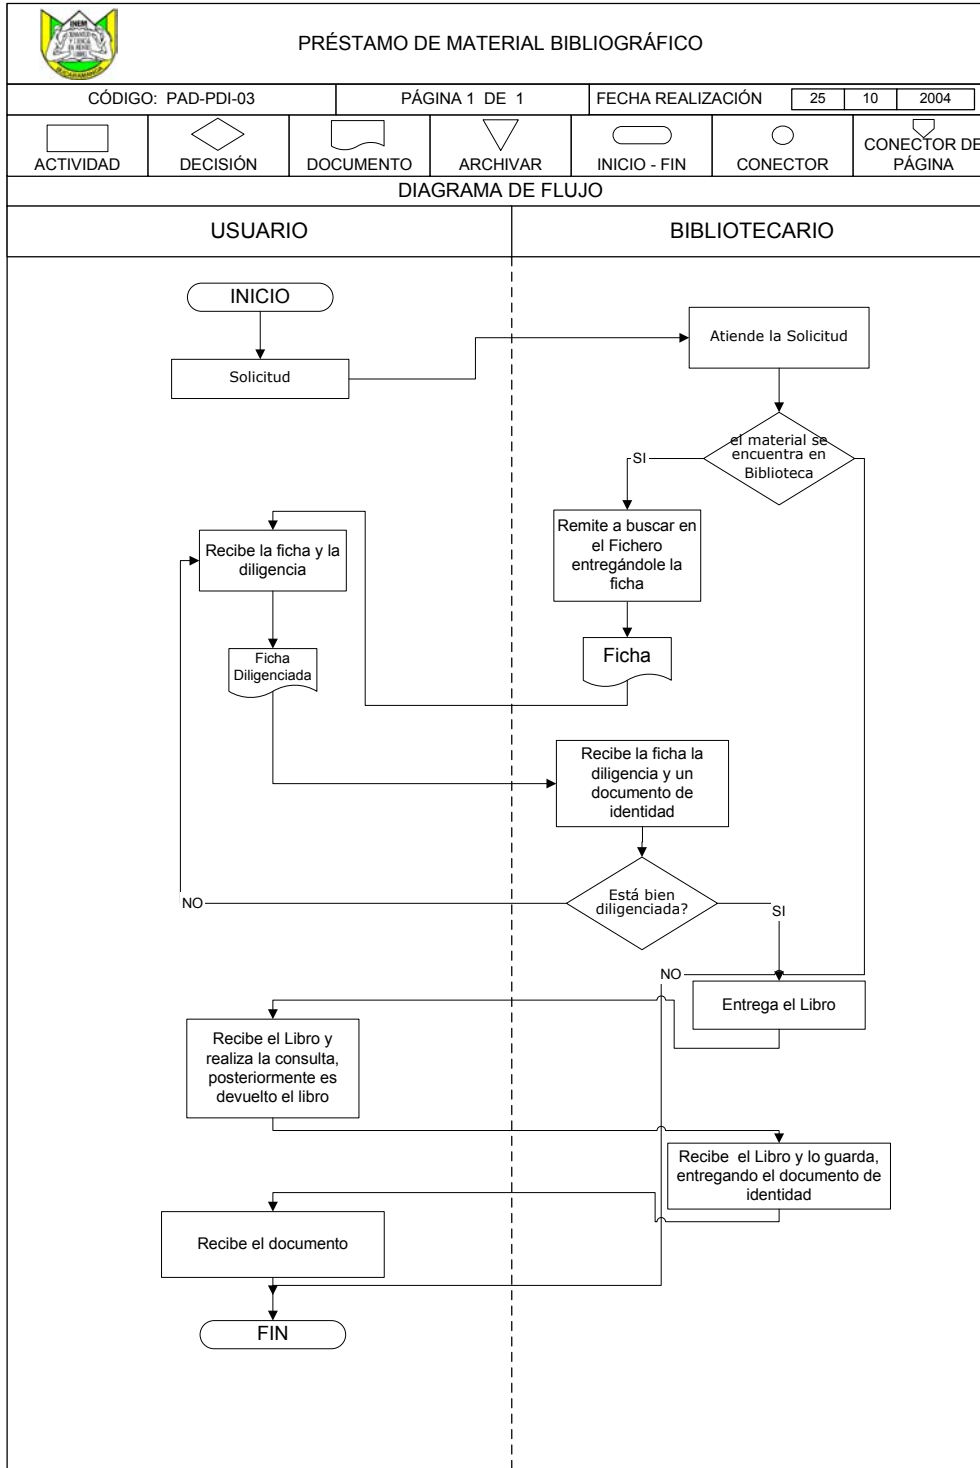 INEM
BUCARAMANGA
PRÉSTAMO DE MATERIAL BIBLIOGRÁFICO
CÓDIGO: PAD-PDI-03
PÁGINA 1 DE 1
FECHA REALIZACIÓN
25
10
2004
ACTIVIDAD
DECISIÓN
DOCUMENTO
ARCHIVAR
INICIO - FIN
CONECTOR
CONECTOR DE
PÁGINA
DIAGRAMA DE FLUJO
USUARIO
BIBLIOTECARIO
INICIO
Solicitud
Atiende la Solicitud
el material se
encuentra en
Biblioteca
SI
Remite a buscar en
el Fichero
entregándole la
ficha
Recibe la ficha y la
diligencia
Ficha
Ficha
Diligenciada
Recibe la ficha la
diligencia y un
documento de
identidad
Está bien
diligenciada?
NO
SI
NO
Entrega el Libro
Recibe el Libro y
realiza la consulta,
posteriormente es
devuelto el libro
Recibe el Libro y lo guarda,
entregando el documento de
identidad
Recibe el documento
FIN